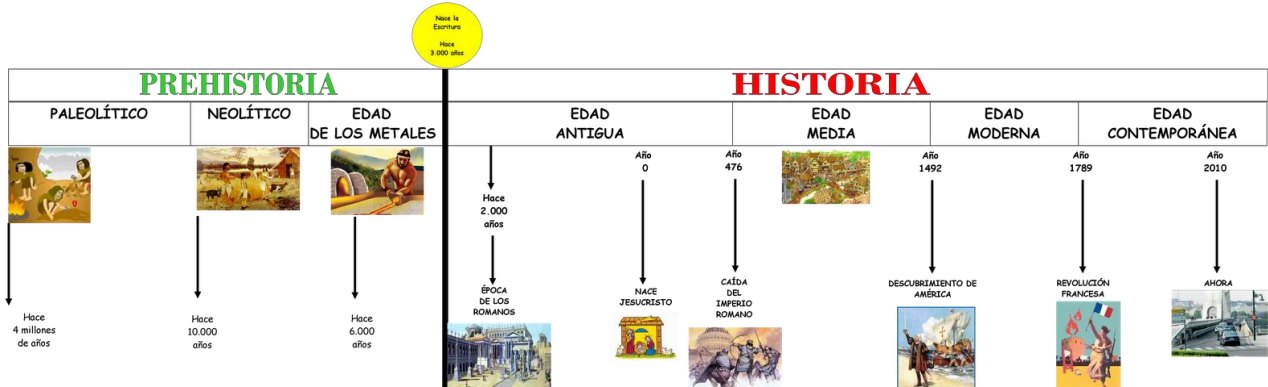 Nace la
Escritura
Hace
3.000 años
PREHISTORIA
HISTORIA
PALEOLÍTICO
NEOLÍTICO
EDAD
DE LOS METALES
EDAD
ANTIGUA
EDAD
MEDIA
EDAD
MODERNA
EDAD
CONTEMPORÁNEA
Hace
4 millones
de años
Hace
10.000
años
Hace
6.000
años
Hace
2.000
años
ÉPOCA
DE LOS
ROMANOS
Año
0
NACE
JESUCRISTO
Año
476
CAÍDA
DEL
IMPERIO
ROMANO
Año
1492
DESCUBRIMIENTO DE
AMÉRICA
Año
1789
REVOLUCIÓN
FRANCESA
Año
2010
AHORA